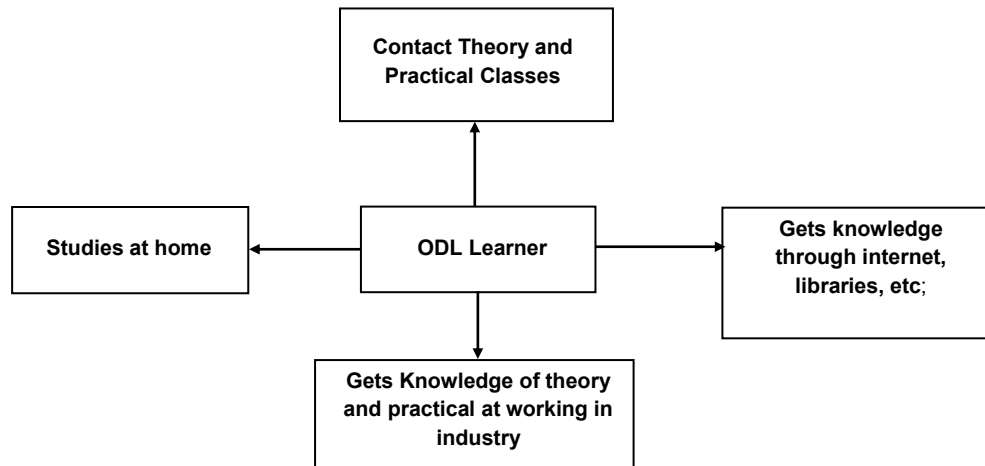 Contact Theory and
Practical Classes
Studies at home
ODL Learner
Gets knowledge
through internet,
libraries, etc;
Gets Knowledge of theory
and practical at working in
industry